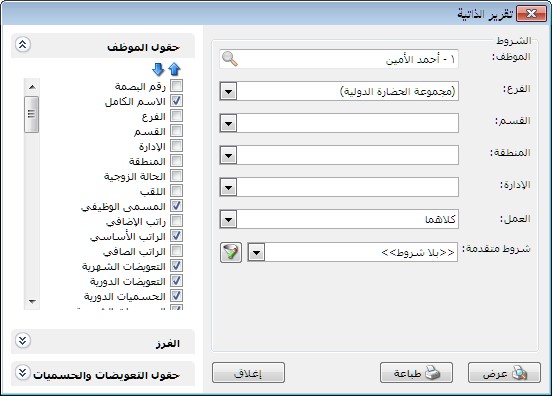 تقرير الذاتية
الشروط
الموظف: ١ - أحمد الأمين
الفرع: (مجموعة الحضارة الدولية)
القسم:
المنطقة:
الإدارة:
العمل: كلاهما
شروط متقدمة: <<بلا شروط>>
عرض
طباعة
إغلاق
حقول الموظف
رقم البصمة
الاسم الكامل
الفرع
القسم
الإدارة
المنطقة
الحالة الزوجية
اللقب
المسمى الوظيفي
راتب الإضافي
الراتب الأساسي
الراتب الصافي
التعويضات الشهرية
التعويضات الدورية
الحسميات الدورية
الفرز
حقول التعويضات والحسميات